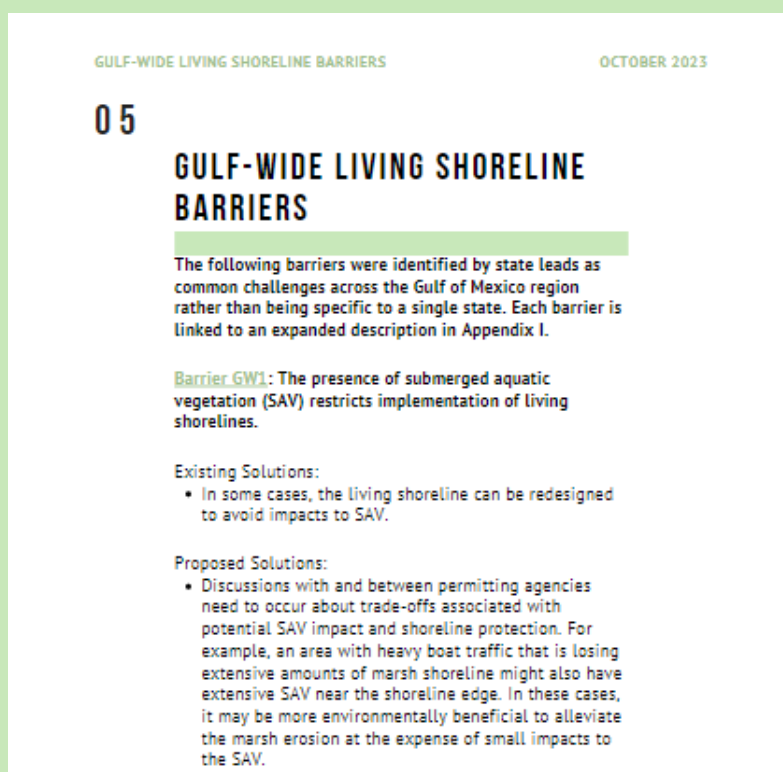 GULF-WIDE LIVING SHORELINE BARRIERS OCTOBER 2023
05
GULF-WIDE LIVING SHORELINE
BARRIERS
The following barriers were identified by state leads as
common challenges across the Gulf of Mexico region
rather than being specific to a single state. Each barrier is
linked to an expanded description in Appendix I.
Barrier GW1: The presence of submerged aquatic
vegetation (SAV) restricts implementation of living
shorelines.
Existing Solutions:
• In some cases, the living shoreline can be redesigned
to avoid impacts to SAV.
Proposed Solutions:
• Discussions with and between permitting agencies
need to occur about trade-offs associated with
potential SAV impact and shoreline protection. For
example, an area with heavy boat traffic that is losing
extensive amounts of marsh shoreline might also have
extensive SAV near the shoreline edge. In these cases,
it may be more environmentally beneficial to alleviate
the marsh erosion at the expense of small impacts to
the SAV.